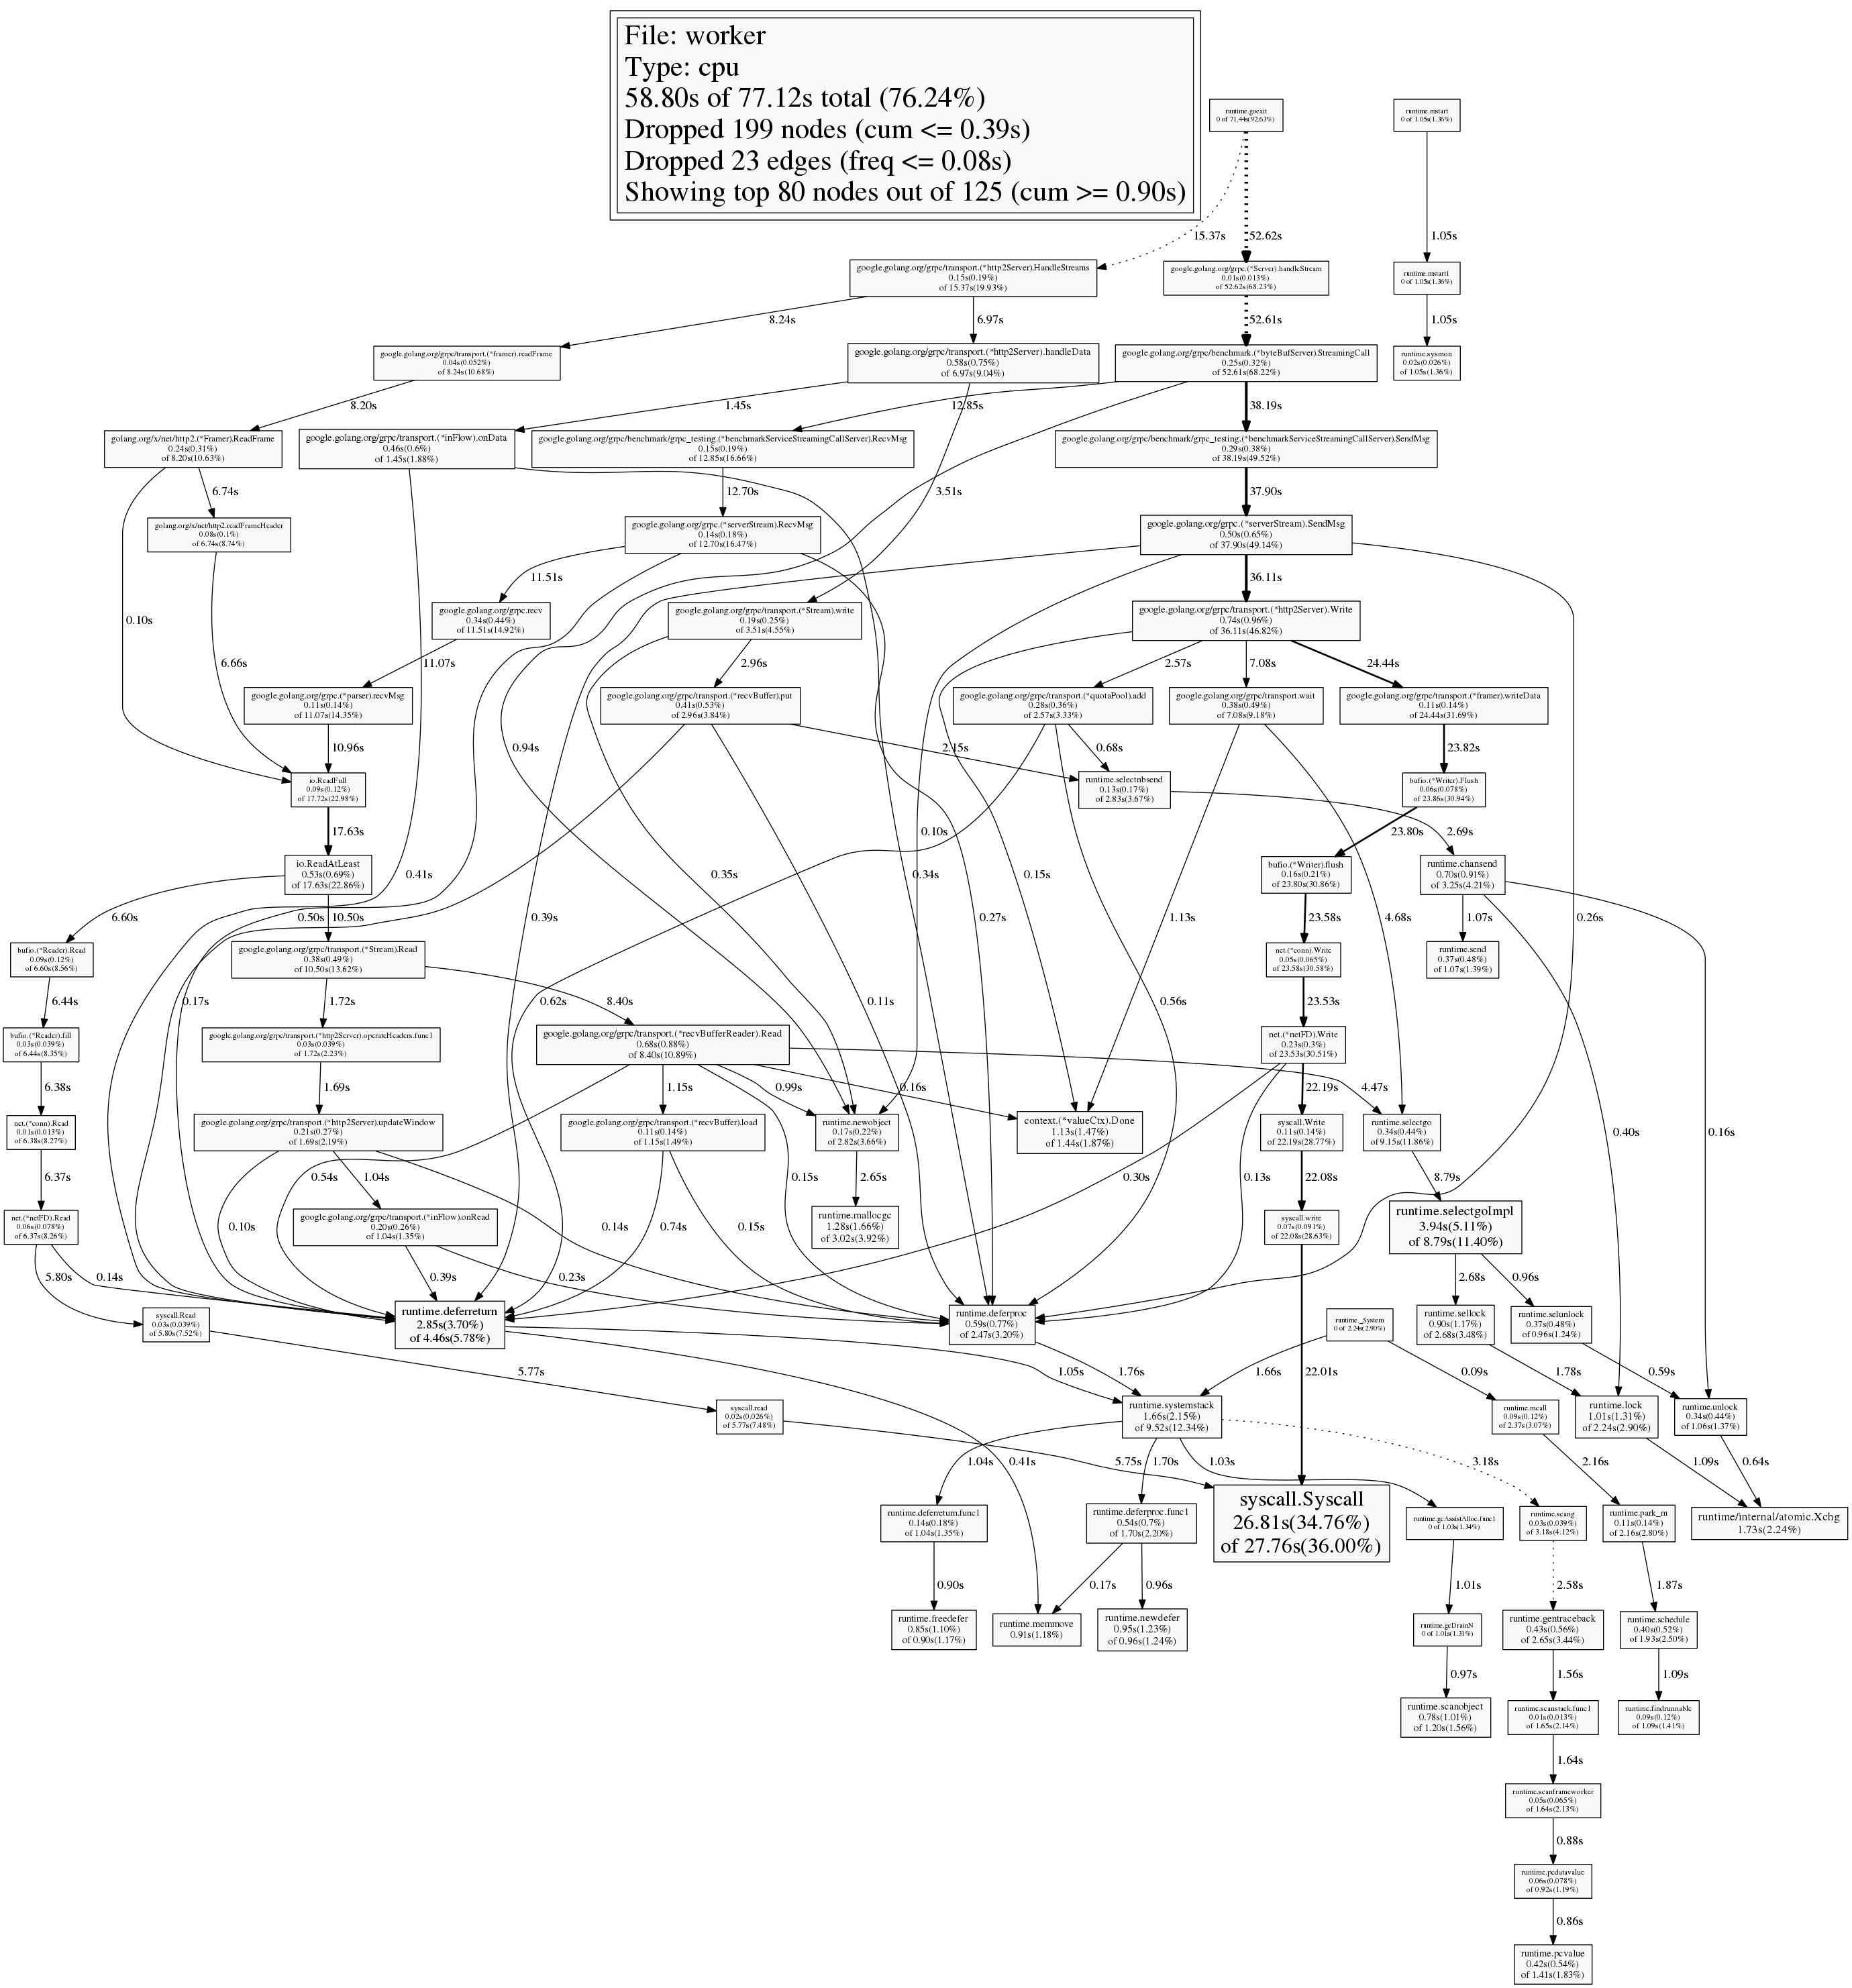 File: worker
Type: cpu
58.80s of 77.12s total (76.24%)
Dropped 199 nodes (cum <= 0.39s)
Dropped 23 edges (freq <= 0.08s)
Showing top 80 nodes out of 125 (cum >= 0.90s)
runtime.goexit
0 of 71.44s(92.63%)
runtime.mstart
0 of 1.05s(1.36%)
15.37s
52.62s
1.05s
google.golang.org/grpc/transport.(*http2Server).HandleStreams
0.15s(0.19%)
of 15.37s(19.93%)
google.golang.org/grpc.(*Server).handleStream
0.01s(0.013%)
of 52.62s(68.23%)
runtime.mstart1
0 of 1.05s(1.36%)
8.24s
6.97s
52.61s
1.05s
google.golang.org/grpc/transport.(*framer).readFrame
0.04s(0.052%)
of 8.24s(10.68%)
google.golang.org/grpc/transport.(*http2Server).handleData
0.58s(0.75%)
of 6.97s(9.04%)
google.golang.org/grpc/benchmark.(*byteBufServer).StreamingCall
0.25s(0.32%)
of 52.61s(68.22%)
runtime.sysmon
0.02s(0.026%)
of 1.05s(1.36%)
8.20s
1.45s
12.85s
38.19s
golang.org/x/net/http2.(*Framer).ReadFrame
0.24s(0.31%)
of 8.20s(10.63%)
google.golang.org/grpc/transport.(*inFlow).onData
0.46s(0.6%)
of 1.45s(1.88%)
google.golang.org/grpc/benchmark/grpc_testing.(*benchmarkServiceStreamingCallServer).RecvMsg
0.15s(0.19%)
of 12.85s(16.66%)
google.golang.org/grpc/benchmark/grpc_testing.(*benchmarkServiceStreamingCallServer).SendMsg
0.29s(0.38%)
of 38.19s(49.52%)
6.74s
12.70s
3.51s
37.90s
golang.org/x/net/http2.readFrameHeader
0.08s(0.1%)
of 6.74s(8.74%)
google.golang.org/grpc.(*serverStream).RecvMsg
0.14s(0.18%)
of 12.70s(16.47%)
google.golang.org/grpc.(*serverStream).SendMsg
0.50s(0.65%)
of 37.90s(49.14%)
11.51s
36.11s
google.golang.org/grpc.recv
0.34s(0.44%)
of 11.51s(14.92%)
google.golang.org/grpc/transport.(*Stream).write
0.19s(0.25%)
of 3.51s(4.55%)
google.golang.org/grpc/transport.(*http2Server).Write
0.74s(0.96%)
of 36.11s(46.82%)
0.10s
6.66s
11.07s
2.96s
2.57s
7.08s
24.44s
google.golang.org/grpc.(*parser).recvMsg
0.11s(0.14%)
of 11.07s(14.35%)
google.golang.org/grpc/transport.(*recvBuffer).put
0.41s(0.53%)
of 2.96s(3.84%)
google.golang.org/grpc/transport.(*quotaPool).add
0.28s(0.36%)
of 2.57s(3.33%)
google.golang.org/grpc/transport.wait
0.38s(0.49%)
of 7.08s(9.18%)
google.golang.org/grpc/transport.(*framer).writeData
0.11s(0.14%)
of 24.44s(31.69%)
10.96s
0.94s
2.15s
0.68s
23.82s
io.ReadFull
0.09s(0.12%)
of 17.72s(22.98%)
runtime.selectnbsend
0.13s(0.17%)
of 2.83s(3.67%)
bufio.(*Writer).Flush
0.06s(0.078%)
of 23.86s(30.94%)
17.63s
0.10s
23.80s
2.69s
io.ReadAtLeast
0.53s(0.69%)
of 17.63s(22.86%)
0.41s
0.35s
0.34s
0.15s
bufio.(*Writer).flush
0.16s(0.21%)
of 23.80s(30.86%)
runtime.chansend
0.70s(0.91%)
of 3.25s(4.21%)
6.60s
0.50s
10.50s
0.39s
0.27s
1.13s
23.58s
4.68s
1.07s
0.26s
bufio.(*Reader).Read
0.09s(0.12%)
of 6.60s(8.56%)
google.golang.org/grpc/transport.(*Stream).Read
0.38s(0.49%)
of 10.50s(13.62%)
net.(*conn).Write
0.05s(0.065%)
of 23.58s(30.58%)
runtime.send
0.37s(0.48%)
of 1.07s(1.39%)
6.44s
0.17s
1.72s
0.62s
8.40s
0.11s
0.56s
23.53s
bufio.(*Reader).fill
0.03s(0.039%)
of 6.44s(8.35%)
google.golang.org/grpc/transport.(*http2Server).operateHeaders.func1
0.03s(0.039%)
of 1.72s(2.23%)
google.golang.org/grpc/transport.(*recvBufferReader).Read
0.68s(0.88%)
of 8.40s(10.89%)
net.(*netFD).Write
0.23s(0.3%)
of 23.53s(30.51%)
6.38s
1.69s
1.15s
0.99s
0.16s
22.19s
4.47s
net.(*conn).Read
0.01s(0.013%)
of 6.38s(8.27%)
google.golang.org/grpc/transport.(*http2Server).updateWindow
0.21s(0.27%)
of 1.69s(2.19%)
google.golang.org/grpc/transport.(*recvBuffer).load
0.11s(0.14%)
of 1.15s(1.49%)
runtime.newobject
0.17s(0.22%)
of 2.82s(3.66%)
context.(*valueCtx).Done
1.13s(1.47%)
of 1.44s(1.87%)
syscall.Write
0.11s(0.14%)
of 22.19s(28.77%)
runtime.selectgo
0.34s(0.44%)
of 9.15s(11.86%)
0.40s
0.16s
6.37s
0.54s
1.04s
2.65s
0.15s
0.30s
0.13s
22.08s
8.79s
net.(*netFD).Read
0.06s(0.078%)
of 6.37s(8.26%)
0.10s
google.golang.org/grpc/transport.(*inFlow).onRead
0.20s(0.26%)
of 1.04s(1.35%)
0.14s
0.74s
0.15s
runtime.mallocgc
1.28s(1.66%)
of 3.02s(3.92%)
syscall.write
0.07s(0.091%)
of 22.08s(28.63%)
runtime.selectgoImpl
3.94s(5.11%)
of 8.79s(11.40%)
5.80s
0.14s
0.39s
0.23s
2.68s
0.96s
syscall.Read
0.03s(0.039%)
of 5.80s(7.52%)
runtime.deferreturn
2.85s(3.70%)
of 4.46s(5.78%)
runtime.deferproc
0.59s(0.77%)
of 2.47s(3.20%)
runtime._System
0 of 2.24s(2.90%)
runtime.sellock
0.90s(1.17%)
of 2.68s(3.48%)
runtime.selunlock
0.37s(0.48%)
of 0.96s(1.24%)
5.77s
1.05s
1.76s
1.66s
22.01s
0.09s
1.78s
0.59s
syscall.read
0.02s(0.026%)
of 5.77s(7.48%)
runtime.systemstack
1.66s(2.15%)
of 9.52s(12.34%)
runtime.mcall
0.09s(0.12%)
of 2.37s(3.07%)
runtime.lock
1.01s(1.31%)
of 2.24s(2.90%)
runtime.unlock
0.34s(0.44%)
of 1.06s(1.37%)
1.04s
0.41s
5.75s
1.70s
1.03s
3.18s
2.16s
1.09s
0.64s
runtime.deferreturn.func1
0.14s(0.18%)
of 1.04s(1.35%)
runtime.deferproc.func1
0.54s(0.7%)
of 1.70s(2.20%)
syscall.Syscall
26.81s(34.76%)
of 27.76s(36.00%)
runtime.gcAssistAlloc.func1
0 of 1.03s(1.34%)
runtime.scang
0.03s(0.039%)
of 3.18s(4.12%)
runtime.park_m
0.11s(0.14%)
of 2.16s(2.80%)
runtime/internal/atomic.Xchg
1.73s(2.24%)
0.90s
0.17s
0.96s
1.01s
2.58s
1.87s
runtime.freedefer
0.85s(1.10%)
of 0.90s(1.17%)
runtime.memmove
0.91s(1.18%)
runtime.newdefer
0.95s(1.23%)
of 0.96s(1.24%)
runtime.gcDrainN
0 of 1.01s(1.31%)
runtime.gentraceback
0.43s(0.56%)
of 2.65s(3.44%)
runtime.schedule
0.40s(0.52%)
of 1.93s(2.50%)
0.97s
1.56s
1.09s
runtime.scanobject
0.78s(1.01%)
of 1.20s(1.56%)
runtime.scanstack.func1
0.01s(0.013%)
of 1.65s(2.14%)
runtime.findrunnable
0.09s(0.12%)
of 1.09s(1.41%)
1.64s
runtime.scanframeworker
0.05s(0.065%)
of 1.64s(2.13%)
0.88s
runtime.pcdatavalue
0.06s(0.078%)
of 0.92s(1.19%)
0.86s
runtime.pcvalue
0.42s(0.54%)
of 1.41s(1.83%)